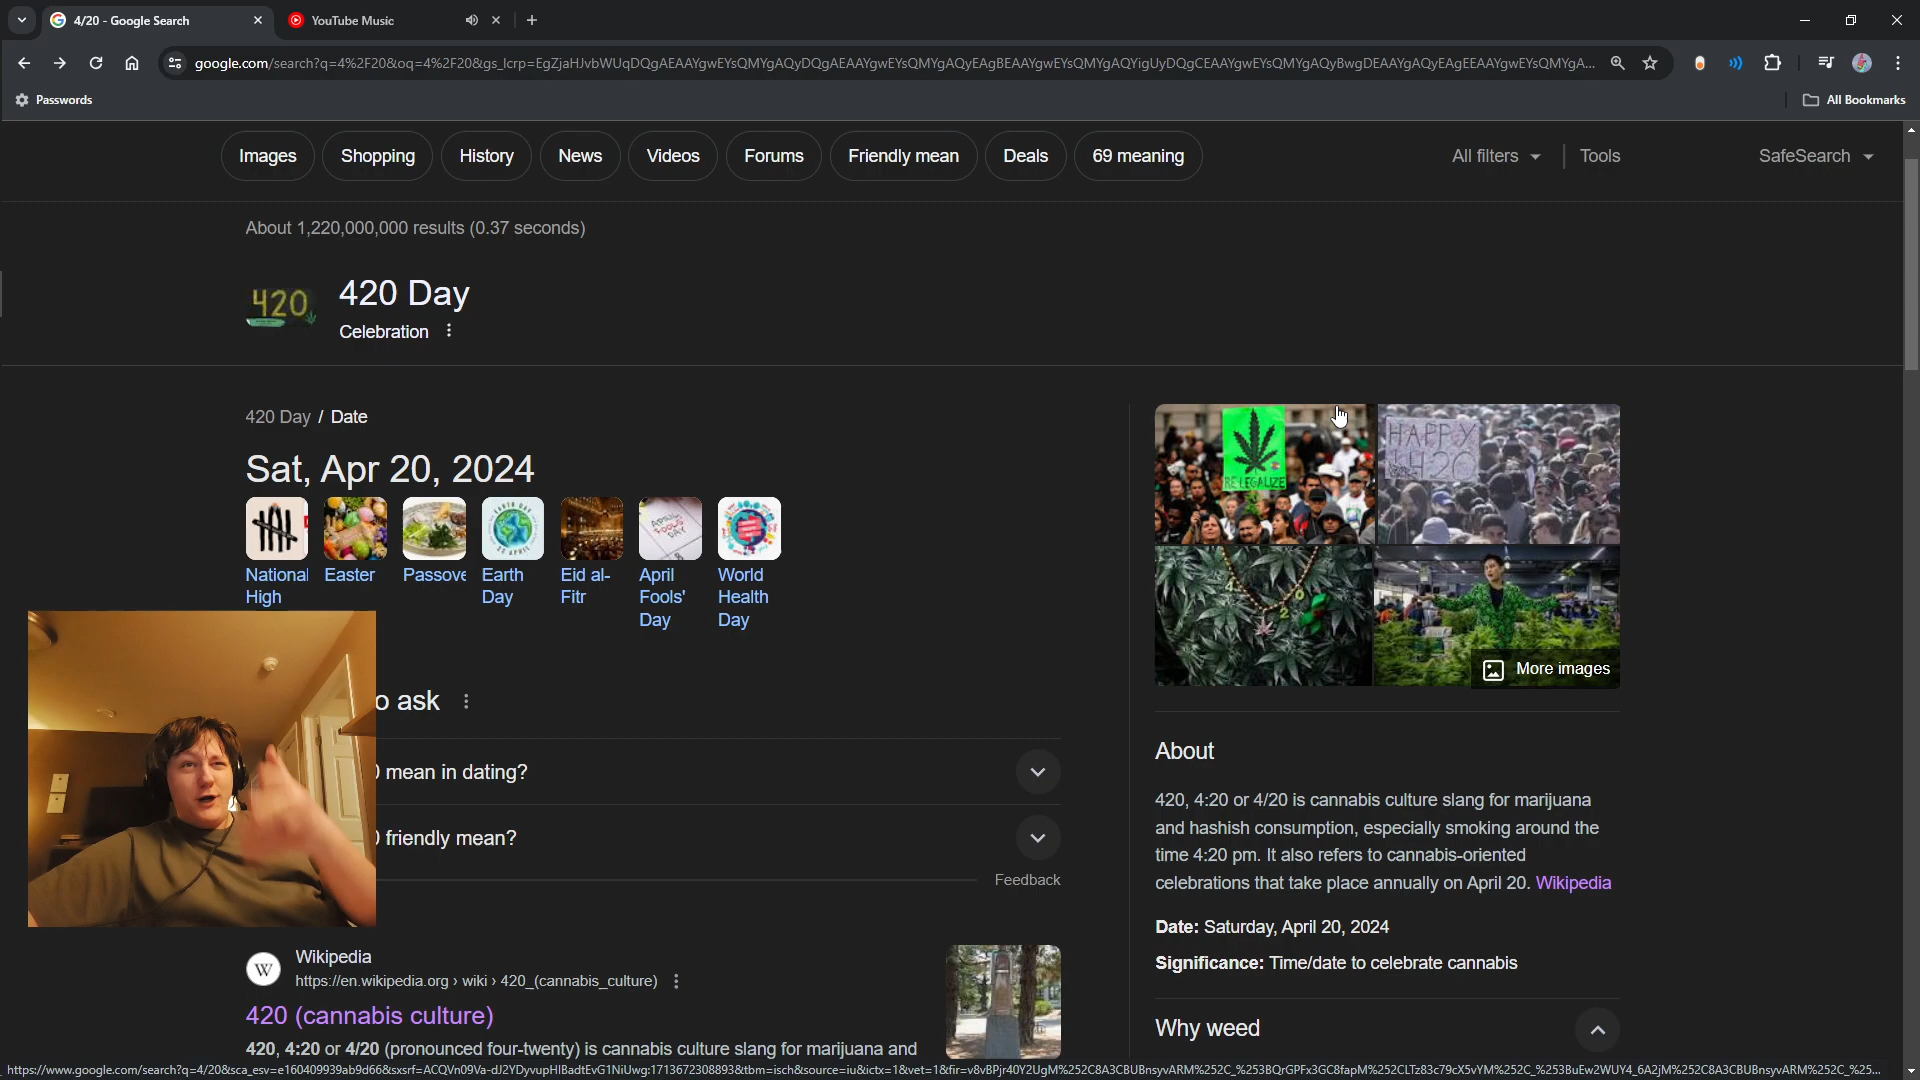 4/20 - Google Search
YouTube Music
google.com/search?q=4%2F20&oq=4%2F20&gs_lcrp=EgZjaHJvbWUqDQgAEAAYgwEYsQMYgAQyDQgAEAAYgwEYsQMYgAQyEAgBEAAYgwEYsQMYgAQYigUyDQgCEAAYgwEYsQMYgAQyBwgDEAAYgAQyEAgEEAAYgwEYsQMYgA...
Passwords
All Bookmarks
Images
Shopping
History
News
Videos
Forums
Friendly mean
Deals
69 meaning
All filters
Tools
SafeSearch
About 1,220,000,000 results (0.37 seconds)
420
420 Day
Celebration
420 Day / Date
Sat, Apr 20, 2024
EARTH DAY
22 APRIL
APRIL
FOOLS'
DAY
National
High
Easter
Passove
Earth
Day
Eid al-
Fitr
April
Fools'
Day
World
Health
Day
RE LEGALIZE
HAPPY
420
More images
o ask
mean in dating?
friendly mean?
Feedback
About
420, 4:20 or 4/20 is cannabis culture slang for marijuana
and hashish consumption, especially smoking around the
time 4:20 pm. It also refers to cannabis-oriented
celebrations that take place annually on April 20. Wikipedia
Date: Saturday, April 20, 2024
Significance: Time/date to celebrate cannabis
Why weed
W
Wikipedia
https://en.wikipedia.org › wiki › 420_(cannabis_culture)
420 (cannabis culture)
420, 4:20 or 4/20 (pronounced four-twenty) is cannabis culture slang for marijuana and